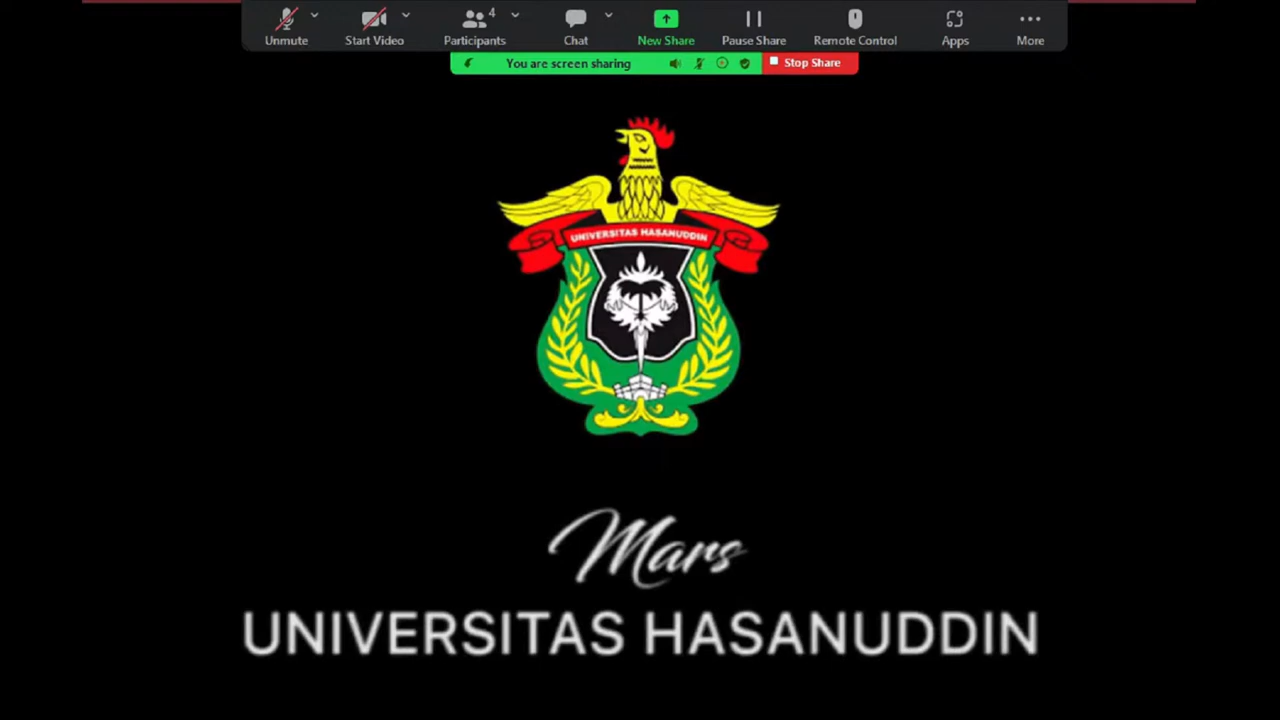 Unmute Start Video Participants 4 Chat New Share Pause Share Remote Control Apps More
You are screen sharing Stop Share
UNIVERSITAS HASANUDDIN
Mars
UNIVERSITAS HASANUDDIN